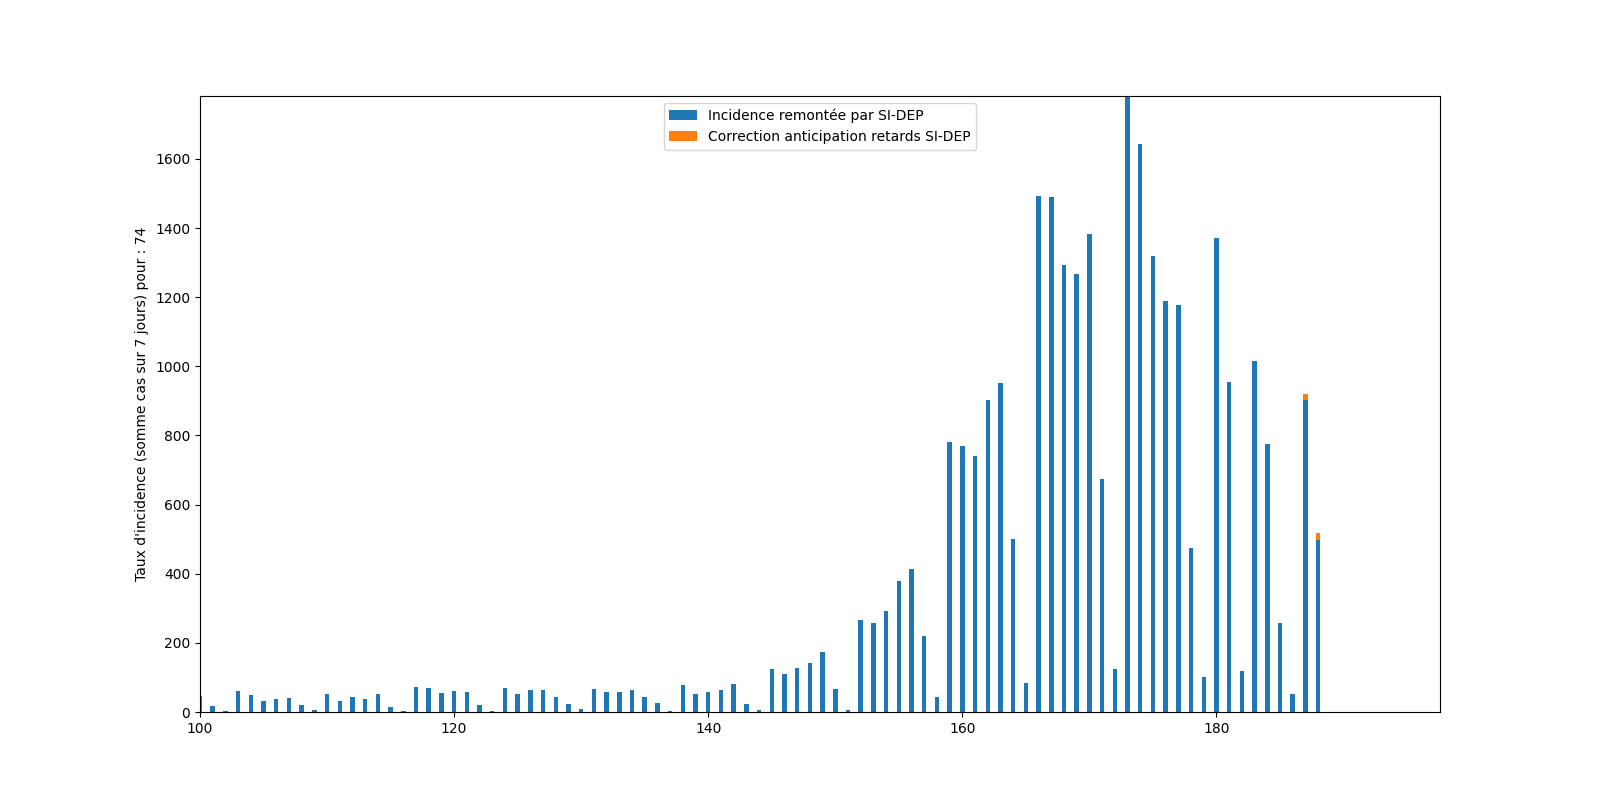 Incidence remontée par SI-DEP
Correction anticipation retards SI-DEP
Taux d'incidence (somme cas sur 7 jours) pour : 74
1600
1400
1200
1000
800
600
400
200
0
100 120 140 160 180